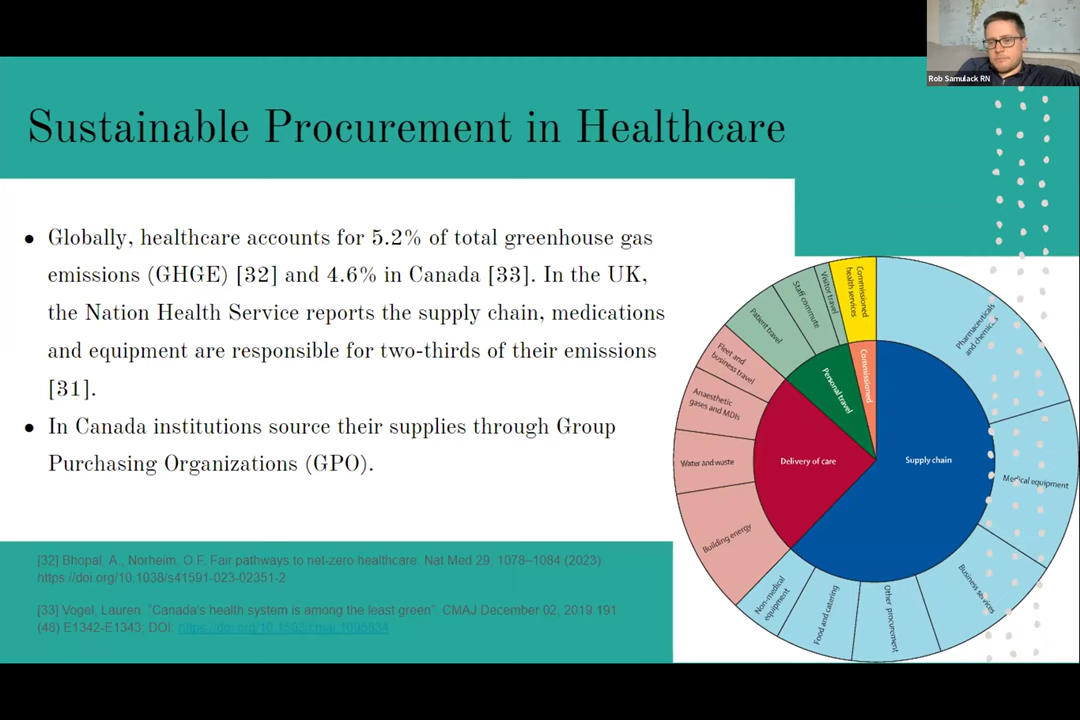 Rob Samulack RN
Sustainable Procurement in Healthcare
● Globally, healthcare accounts for 5.2% of total greenhouse gas
emissions (GHGE) [32] and 4.6% in Canada [33]. In the UK,
the Nation Health Service reports the supply chain, medications
and equipment are responsible for two-thirds of their emissions
[31].
● In Canada institutions source their supplies through Group
Purchasing Organizations (GPO).
[32] Bhopal, A., Norheim, O.F. Fair pathways to net-zero healthcare. Nat Med 29, 1078–1084 (2023)
https://doi.org/10.1038/s41591-023-02351-2
[33] Vogel, Lauren. "Canada's health system is among the least green". CMAJ December 02, 2019 191
(48) E1342-E1343; DOI: https://doi.org/10.1503/cmaj.1095834
Commissioned
health services
Visitor travel
Staff commute
Patient travel
Fleet and
business travel
Anaesthetic
gases and MDIs
Water and waste
Building energy
Non-medical
equipment
Food and catering
Other procurement
Business services
Medical equipment
Pharmaceuticals
and chemicals
Commissioned
Personal travel
Delivery of care
Supply chain